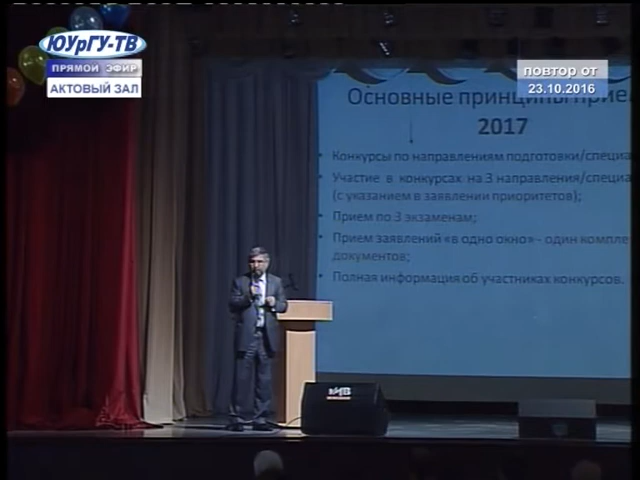 ЮУрГУ-ТВ
ПРЯМОЙ ЭФИР
АКТОВЫЙ ЗАЛ
ПОВТОР ОТ
23.10.2016
Основные принципы прие
2017
• Конкурсы по направлениям подготовки/специа
• Участие в конкурсах на 3 направления/специа
(с указанием в заявлении приоритетов);
• Прием по 3 экзаменам;
• Прием заявлений «в одно окно» – один компле
документов;
• Полная информация об участниках конкурсов.